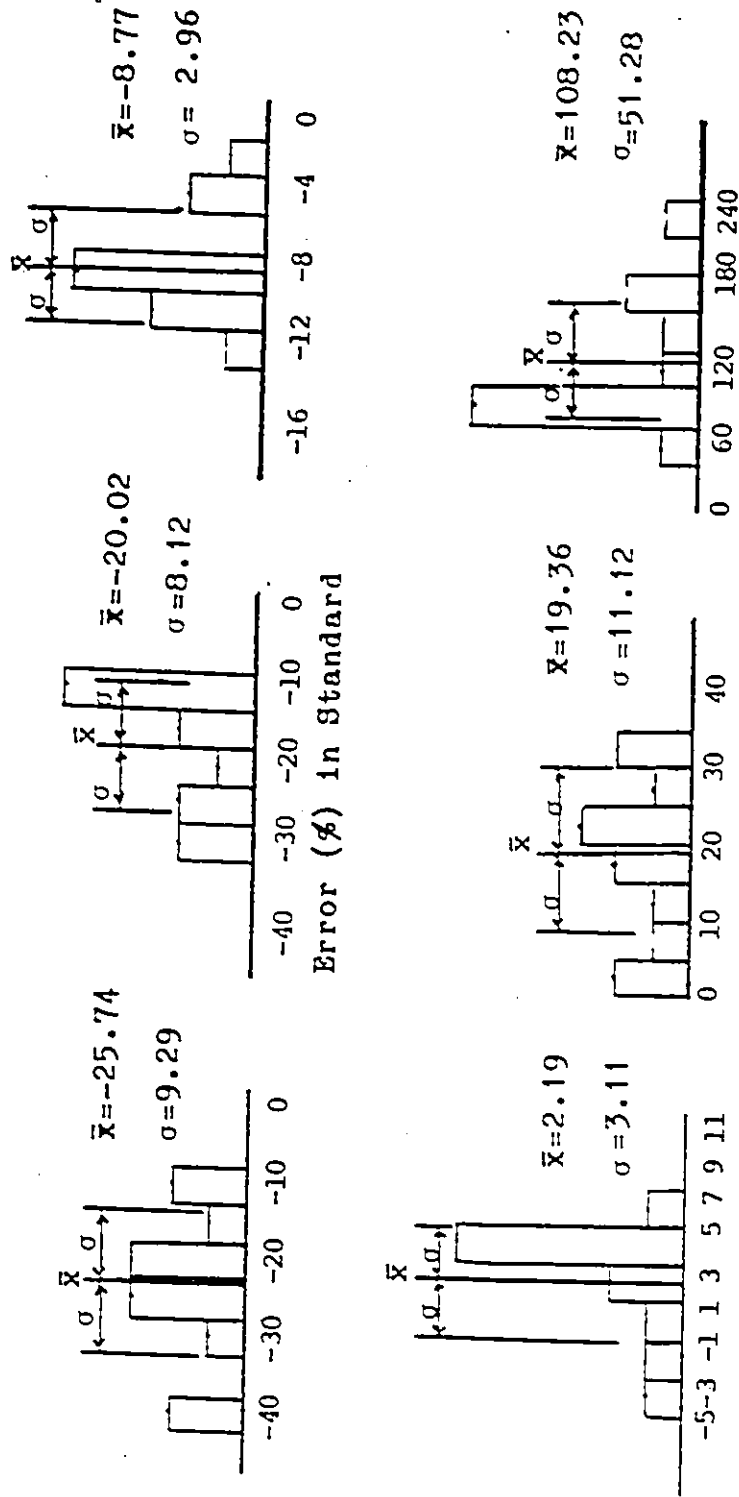 x̄=-25.74
σ=9.29
x̄
σ σ
-40 -30 -20 -10 0
x̄=-20.02
σ=8.12
x̄
σ σ
-40 -30 -20 -10 0
x̄=-8.77
σ= 2.96
x̄
σ σ
-16 -12 -8 -4 0
Error (%) in Standard
x̄=2.19
σ=3.11
x̄
σ σ
-5 -3 -1 1 3 5 7 9 11
x̄=19.36
σ=11.12
x̄
σ σ
0 10 20 30 40
x̄=108.23
σ=51.28
x̄
σ σ
0 60 120 180 240